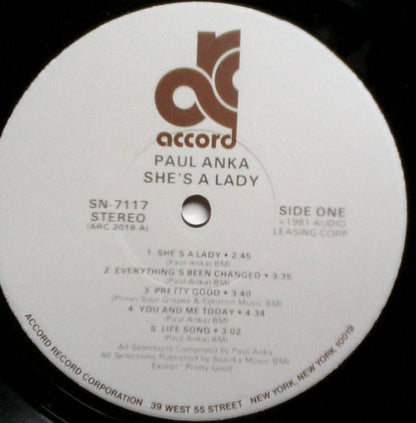 accord
PAUL ANKA
SHE'S A LADY
SN-7117
STEREO
(ARC 2018 A)
SIDE ONE
1981 AUDIO
LEASING CORP
1 SHE'S A LADY • 2:45
(Paul Anka) BMI
2 EVERYTHING'S BEEN CHANGED • 3:35
(Paul Anka) BMI
3 PRETTY GOOD • 3:40
Sour Grapes & Cotillion Music BMI)
4 YOU AND ME TODAY • 4:34
(Paul Anka) BMI
5 LIFE SONG • 3:02
(Paul Anka) BMI
All Selections Composed by Paul Anka
All Selections Published by Spanka Music BMI
Except "Pretty Good"
ACCORD RECORD CORPORATION 39 WEST 55 STREET NEW YORK, NEW YORK 10019